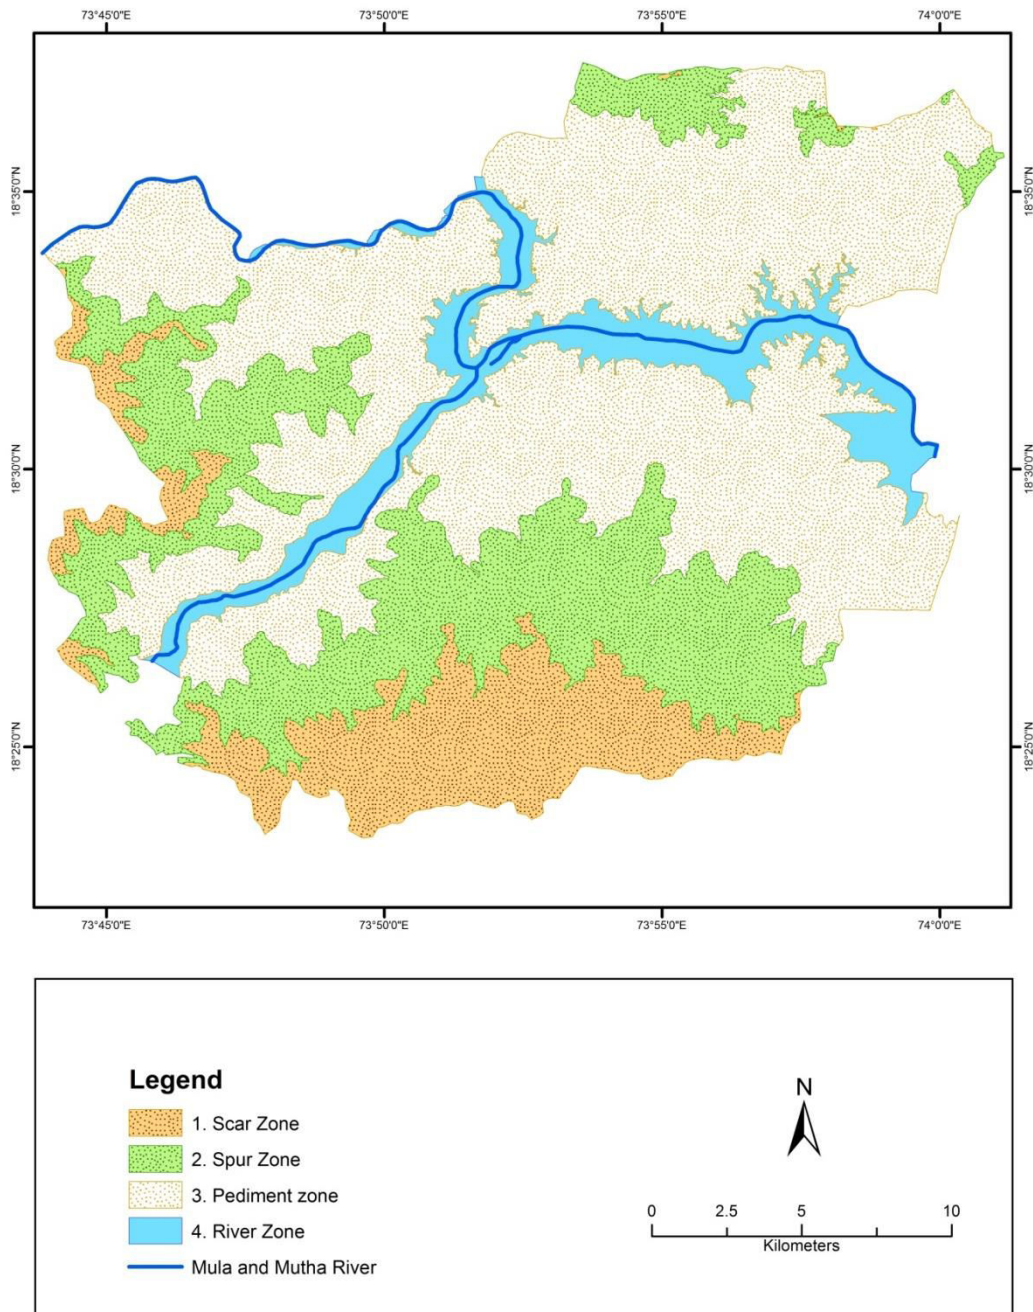 73°45'0"E 73°50'0"E 73°55'0"E 74°0'0"E
18°35'0"N 18°35'0"N
18°30'0"N 18°30'0"N
18°25'0"N 18°25'0"N
73°45'0"E 73°50'0"E 73°55'0"E 74°0'0"E
Legend
1. Scar Zone
2. Spur Zone
3. Pediment zone
4. River Zone
Mula and Mutha River
N
0 2.5 5 10
Kilometers